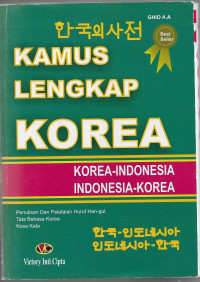 GHIO A.A
한국의사전
Best Seller
KAMUS
LENGKAP
KOREA
KOREA-INDONESIA
INDONESIA-KOREA
Penulisan Dan Pelafalan Huruf Han-gul
Tata Bahasa Korea
Kosa Kata
한국-인도네시아
인도네시아-한국
Victory Inti Cipta